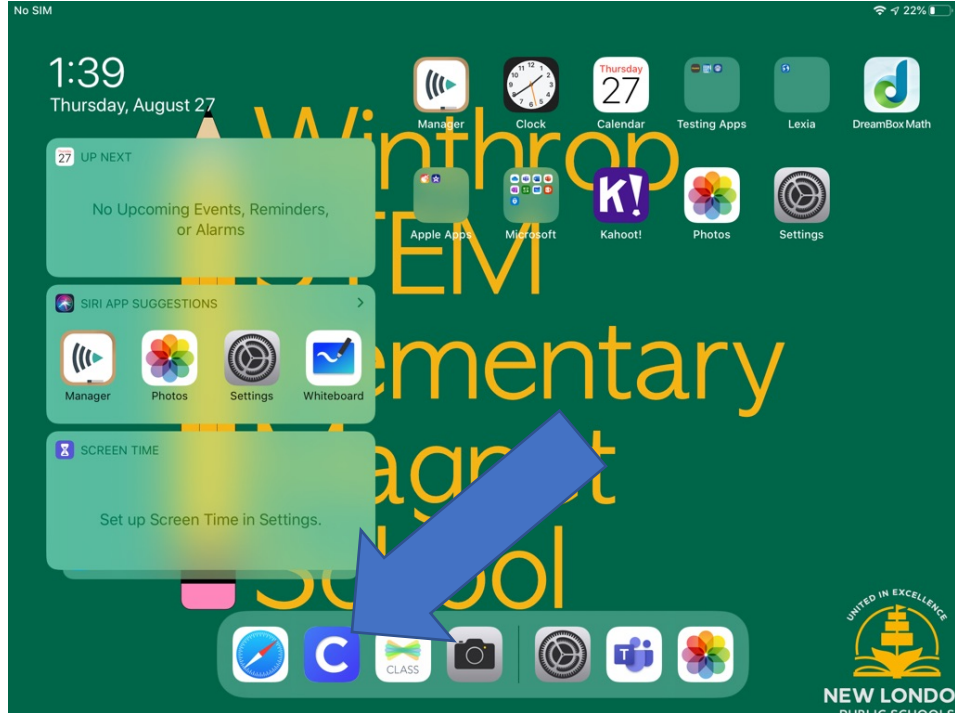 No SIM
22%
1:39
Thursday, August 27
Winthrop
STEM
Elementary
Magnet
School
27 UP NEXT
No Upcoming Events, Reminders,
or Alarms
SIRI APP SUGGESTIONS
Manager Photos Settings Whiteboard
SCREEN TIME
Set up Screen Time in Settings.
Thursday
27
Manager Clock Calendar Testing Apps Lexia DreamBox Math
K!
Apple Apps Microsoft Kahoot! Photos Settings
C
CLASS
T
UNITED IN EXCELLENCE
NEW LONDO
PUBLIC SCHOOLS